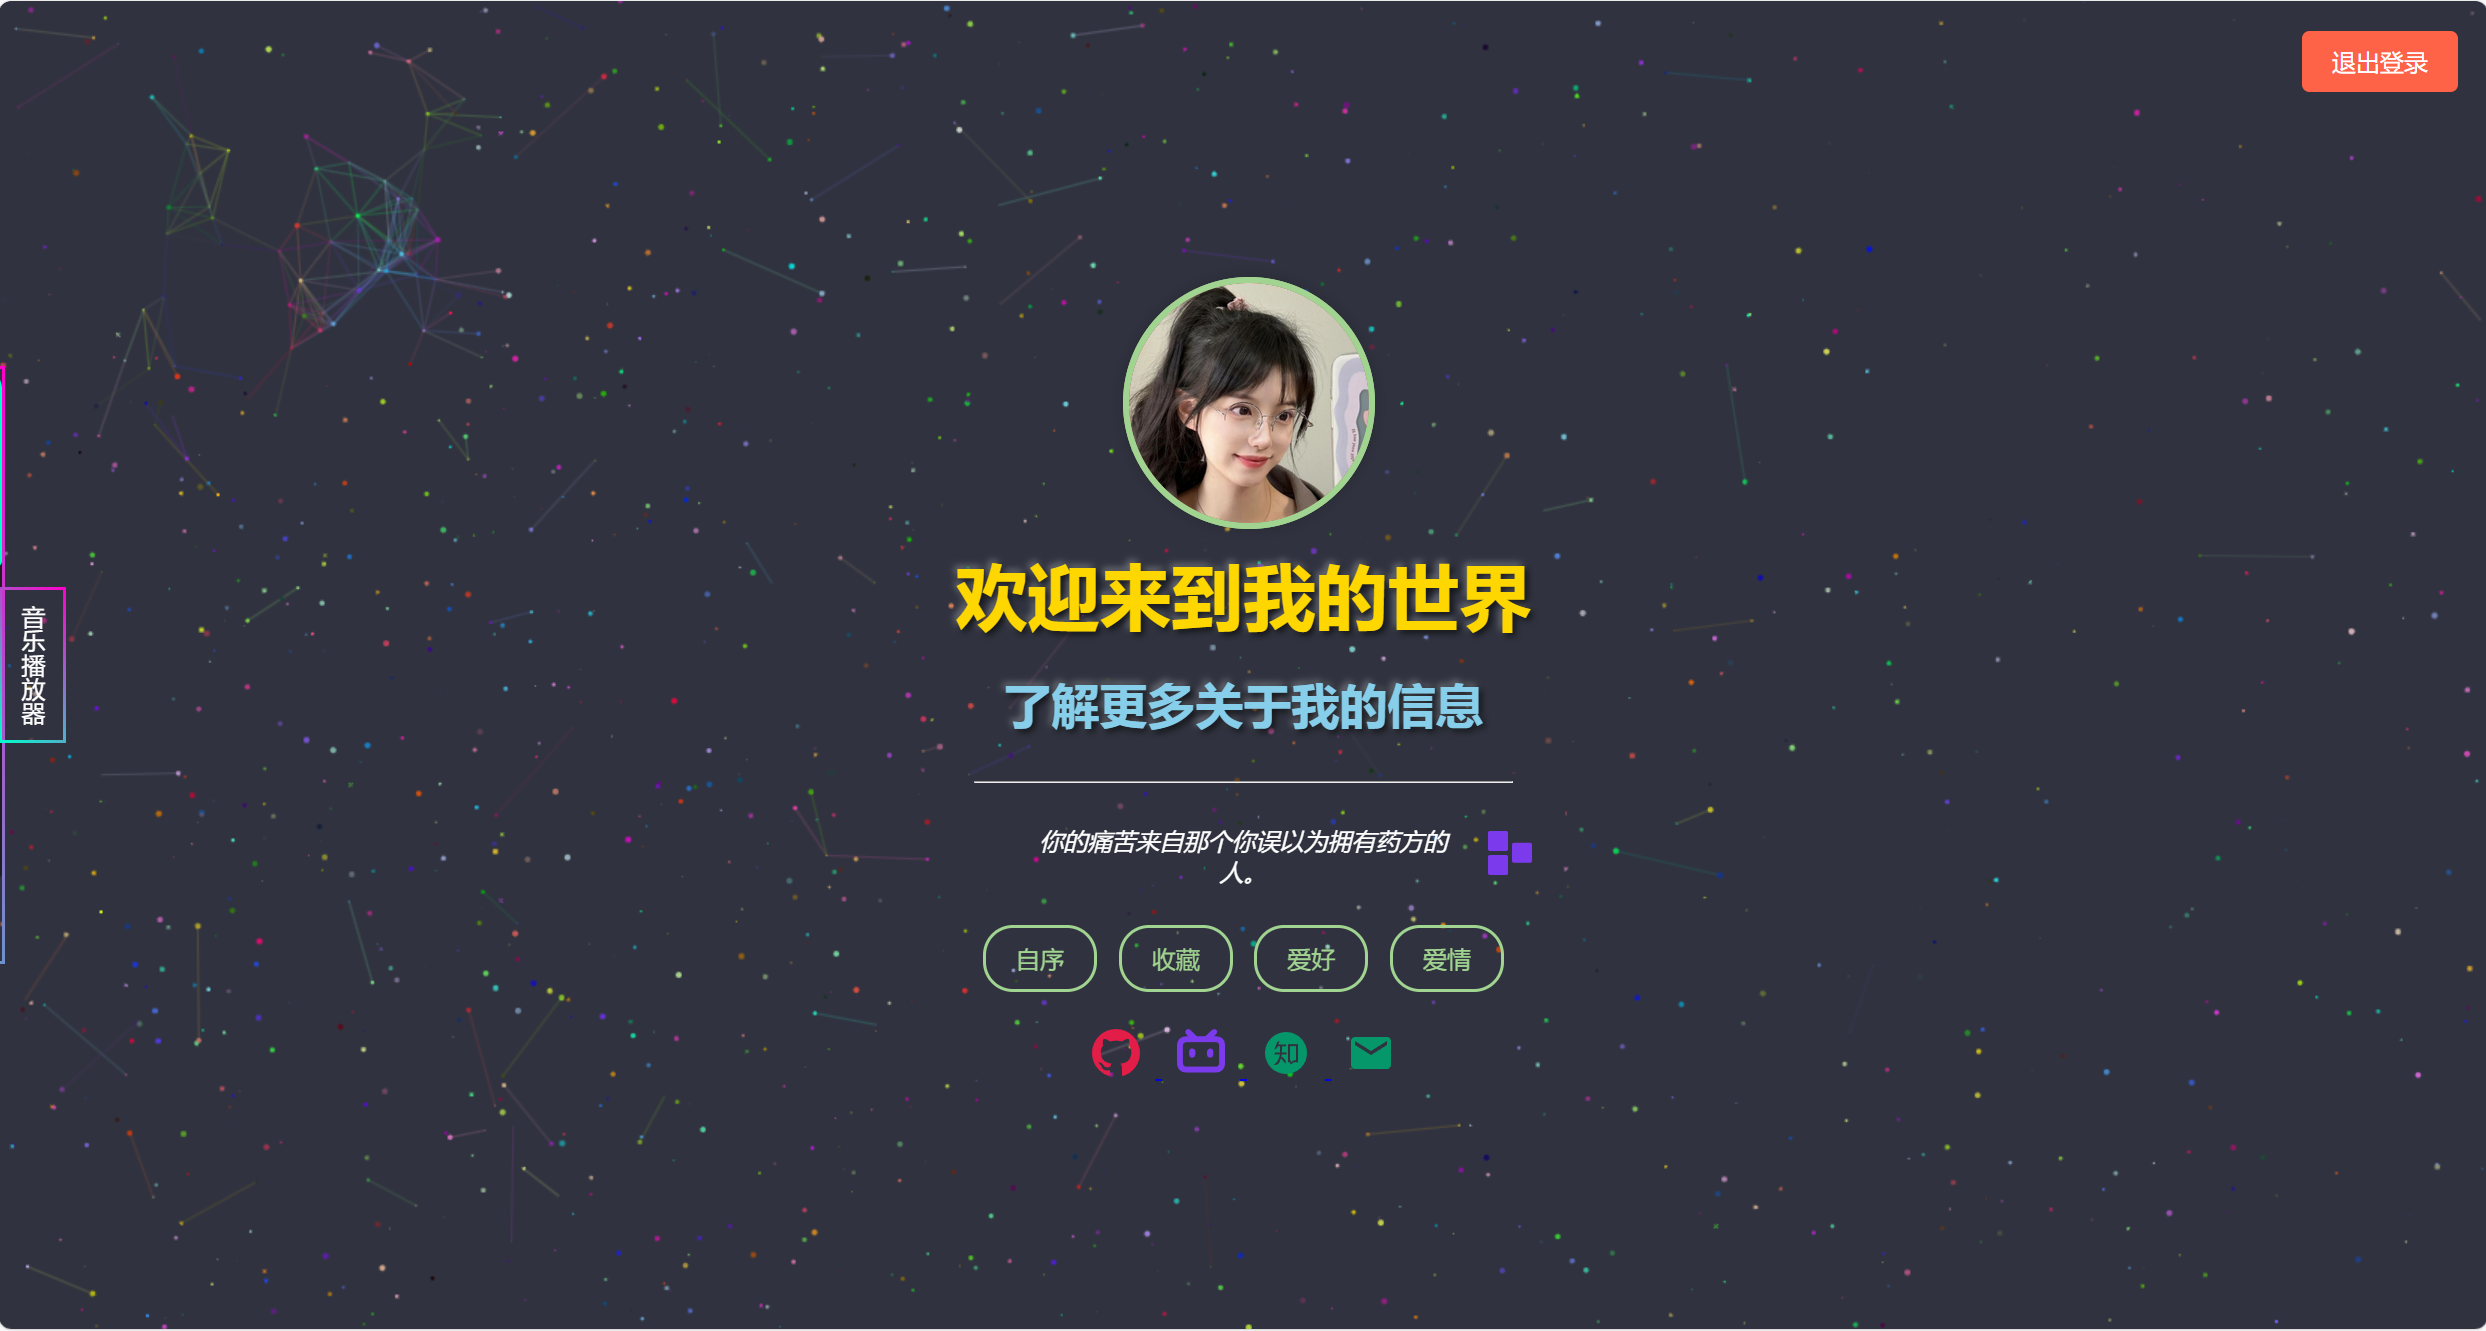 退出登录
音乐播放器
欢迎来到我的世界
了解更多关于我的信息
你的痛苦来自那个你误以为拥有药方的
人。
自序
收藏
爱好
爱情
知